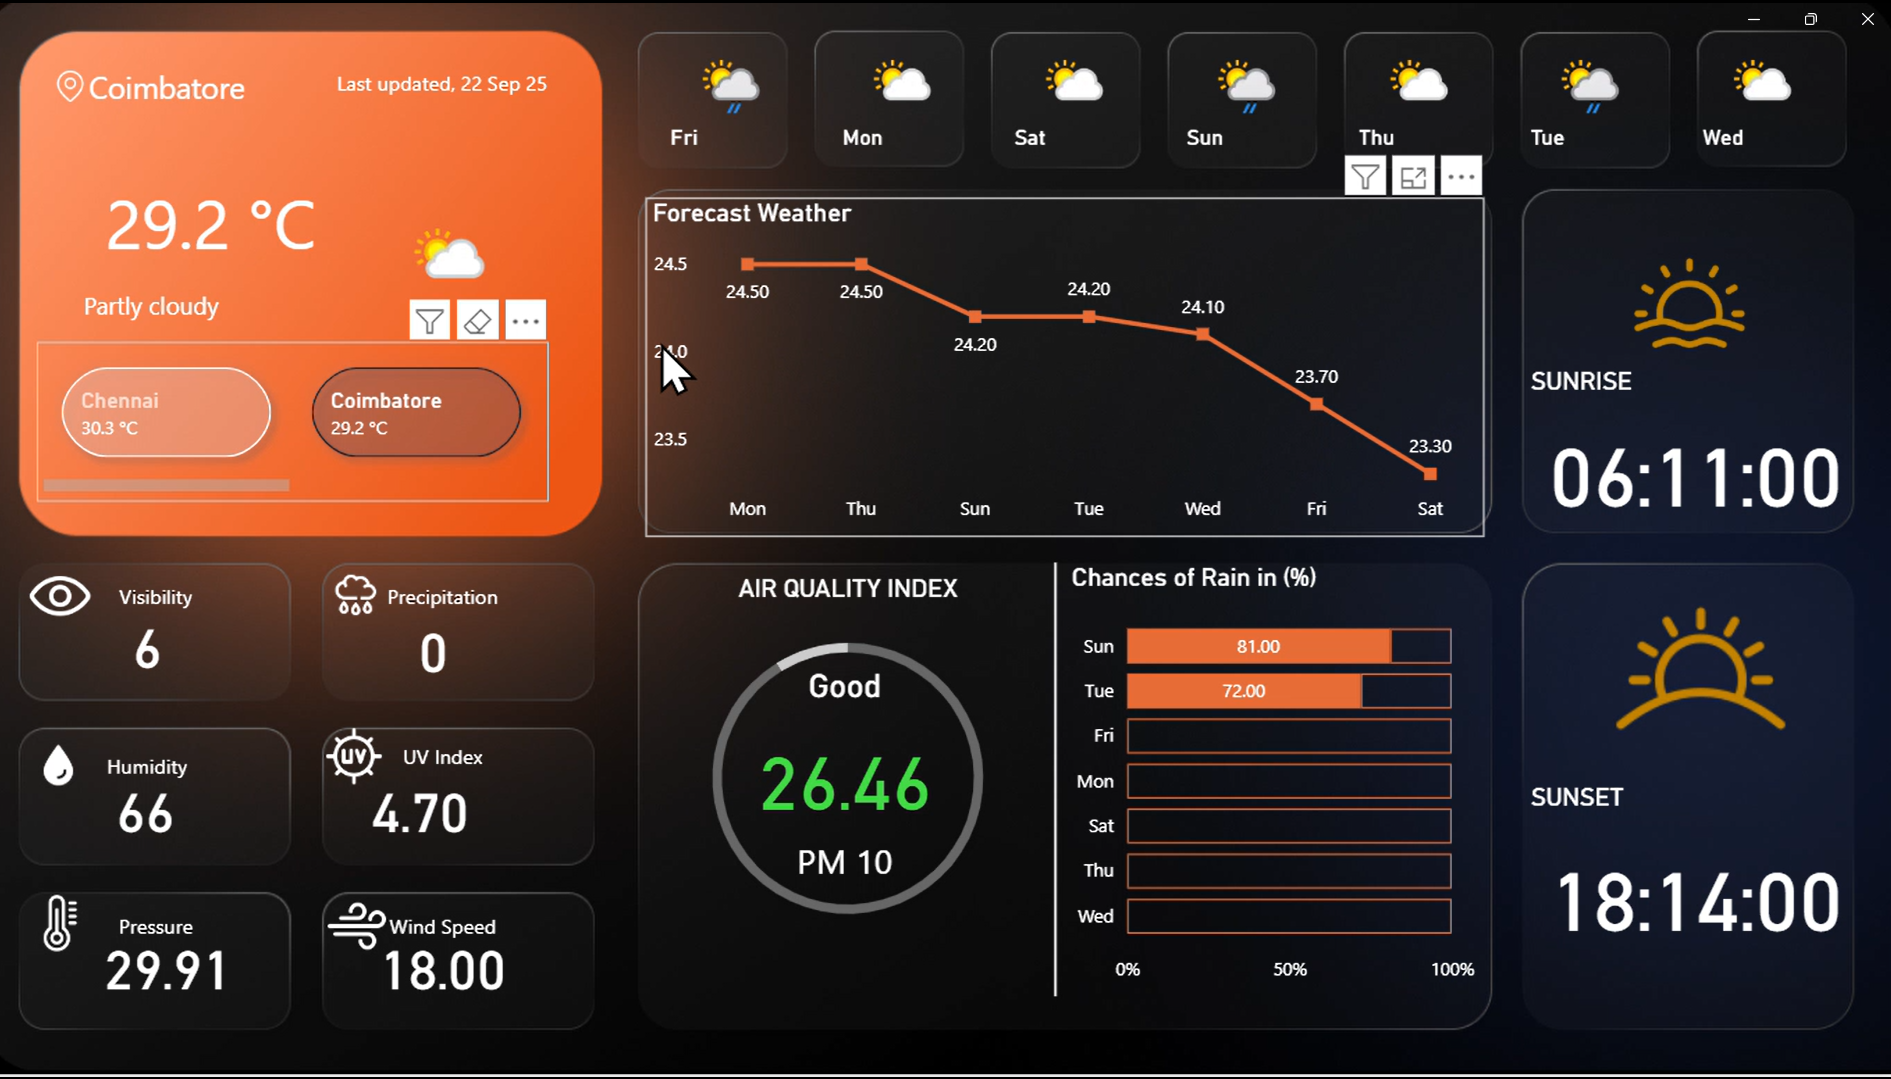 Coimbatore
Last updated, 22 Sep 25
29.2 °C
Partly cloudy
Chennai
30.3 °C
Coimbatore
29.2 °C
Fri
Mon
Sat
Sun
Thu
Tue
Wed
Forecast Weather
24.5
24.0
23.5
24.50
24.50
24.20
24.20
24.10
23.70
23.30
Mon
Thu
Sun
Tue
Wed
Fri
Sat
SUNRISE
06:11:00
Visibility
6
Precipitation
0
Humidity
66
UV
UV Index
4.70
Pressure
29.91
Wind Speed
18.00
AIR QUALITY INDEX
Good
26.46
PM 10
Chances of Rain in (%)
Sun 81.00
Tue 72.00
Fri
Mon
Sat
Thu
Wed
0% 50% 100%
SUNSET
18:14:00